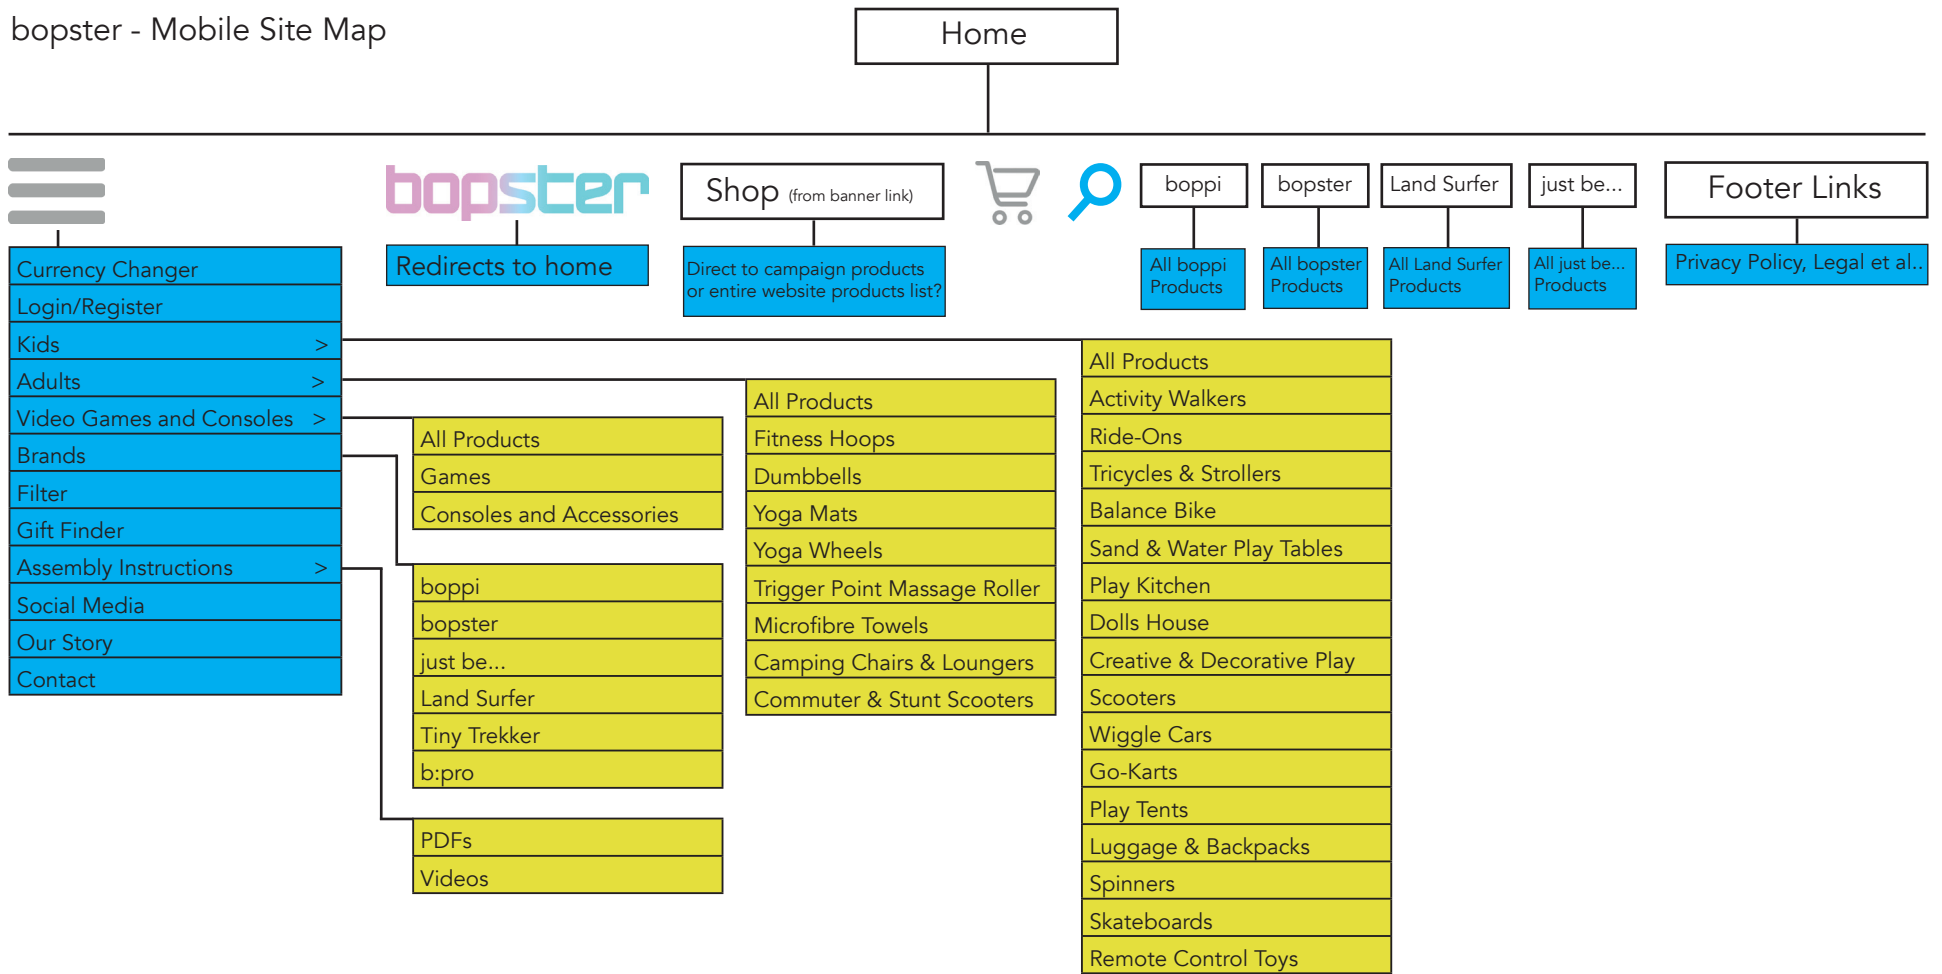 bopster - Mobile Site Map
Home
bopster
Shop (from banner link)
boppi
bopster
Land Surfer
just be...
Footer Links
Redirects to home
Direct to campaign products
or entire website products list?
All boppi
Products
All bopster
Products
All Land Surfer
Products
All just be...
Products
Privacy Policy, Legal et al..
Currency Changer
Login/Register
Kids >
Adults >
Video Games and Consoles >
Brands
Filter
Gift Finder
Assembly Instructions >
Social Media
Our Story
Contact
All Products
Games
Consoles and Accessories
boppi
bopster
just be...
Land Surfer
Tiny Trekker
b:pro
PDFs
Videos
All Products
Fitness Hoops
Dumbbells
Yoga Mats
Yoga Wheels
Trigger Point Massage Roller
Microfibre Towels
Camping Chairs & Loungers
Commuter & Stunt Scooters
All Products
Activity Walkers
Ride-Ons
Tricycles & Strollers
Balance Bike
Sand & Water Play Tables
Play Kitchen
Dolls House
Creative & Decorative Play
Scooters
Wiggle Cars
Go-Karts
Play Tents
Luggage & Backpacks
Spinners
Skateboards
Remote Control Toys